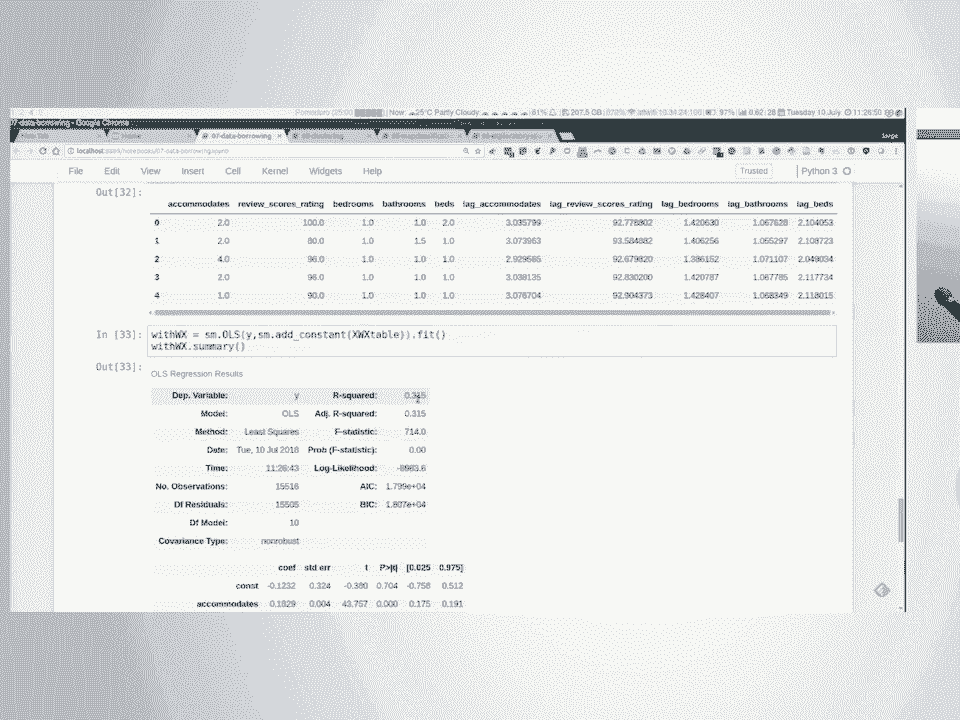 07-data-borrowing - Google Chrome
Now: 25°C Partly Cloudy 61% 207.5 GB 97% Tuesday 10 July 11:26:50
07-data-borrowing
File Edit View Insert Cell Kernel Widgets Help Trusted Python 3
Out[32]:
accommodates review_scores_rating bedrooms bathrooms beds lag_accommodates lag_review_scores_rating lag_bedrooms lag_bathrooms lag_beds
0 2.0 100.0 1.0 1.0 2.0 3.035799 92.778802 1.420630 1.067628 2.104053
1 2.0 80.0 1.0 1.5 1.0 3.073963 93.584882 1.406256 1.055297 2.108723
2 4.0 96.0 1.0 1.0 1.0 2.929565 92.679820 1.386152 1.071107 2.049034
3 2.0 96.0 1.0 1.0 1.0 3.038135 92.830200 1.420787 1.067785 2.117734
4 1.0 90.0 1.0 1.0 1.0 3.076704 92.904373 1.428407 1.068349 2.118015
In [33]: withWX = sm.OLS(y,sm.add_constant(XWXtable)).fit()
withWX.summary()
Out[33]:
OLS Regression Results
Dep. Variable: y R-squared: 0.315
Model: OLS Adj. R-squared: 0.315
Method: Least Squares F-statistic: 714.0
Date: Tue, 10 Jul 2018 Prob (F-statistic): 0.00
Time: 11:26:43 Log-Likelihood: -8983.6
No. Observations: 15516 AIC: 1.799e+04
Df Residuals: 15505 BIC: 1.807e+04
Df Model: 10
Covariance Type: nonrobust
coef std err t P>|t| [0.025 0.975]
const -0.1232 0.324 -0.380 0.704 -0.758 0.512
accommodates 0.1829 0.004 43.757 0.000 0.175 0.191